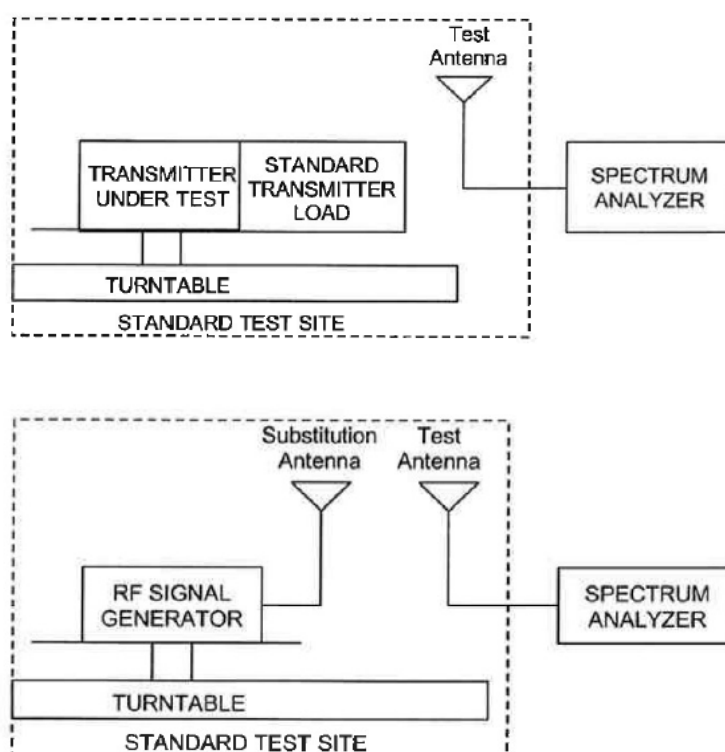 Test
Antenna
TRANSMITTER
UNDER TEST
STANDARD
TRANSMITTER
LOAD
SPECTRUM
ANALYZER
TURNTABLE
STANDARD TEST SITE
Substitution
Antenna
Test
Antenna
RF SIGNAL
GENERATOR
SPECTRUM
ANALYZER
TURNTABLE
STANDARD TEST SITE